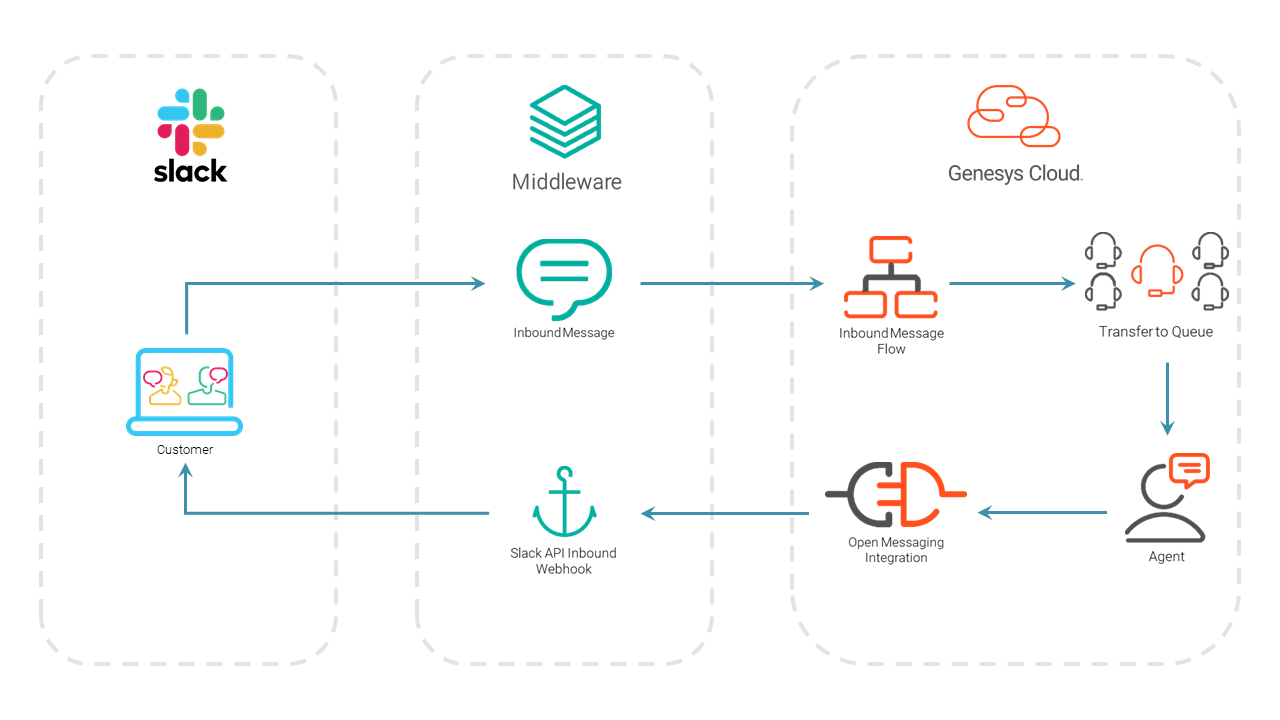 slack
Middleware
Genesys Cloud.
Inbound Message
Inbound Message
Flow
Transfer to Queue
Customer
Slack API Inbound
Webhook
Open Messaging
Integration
Agent